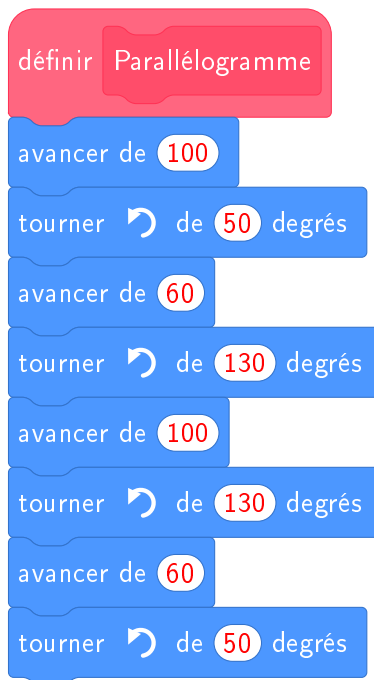 définir Parallélogramme
avancer de 100
tourner de 50 degrés
avancer de 60
tourner de 130 degrés
avancer de 100
tourner de 130 degrés
avancer de 60
tourner de 50 degrés